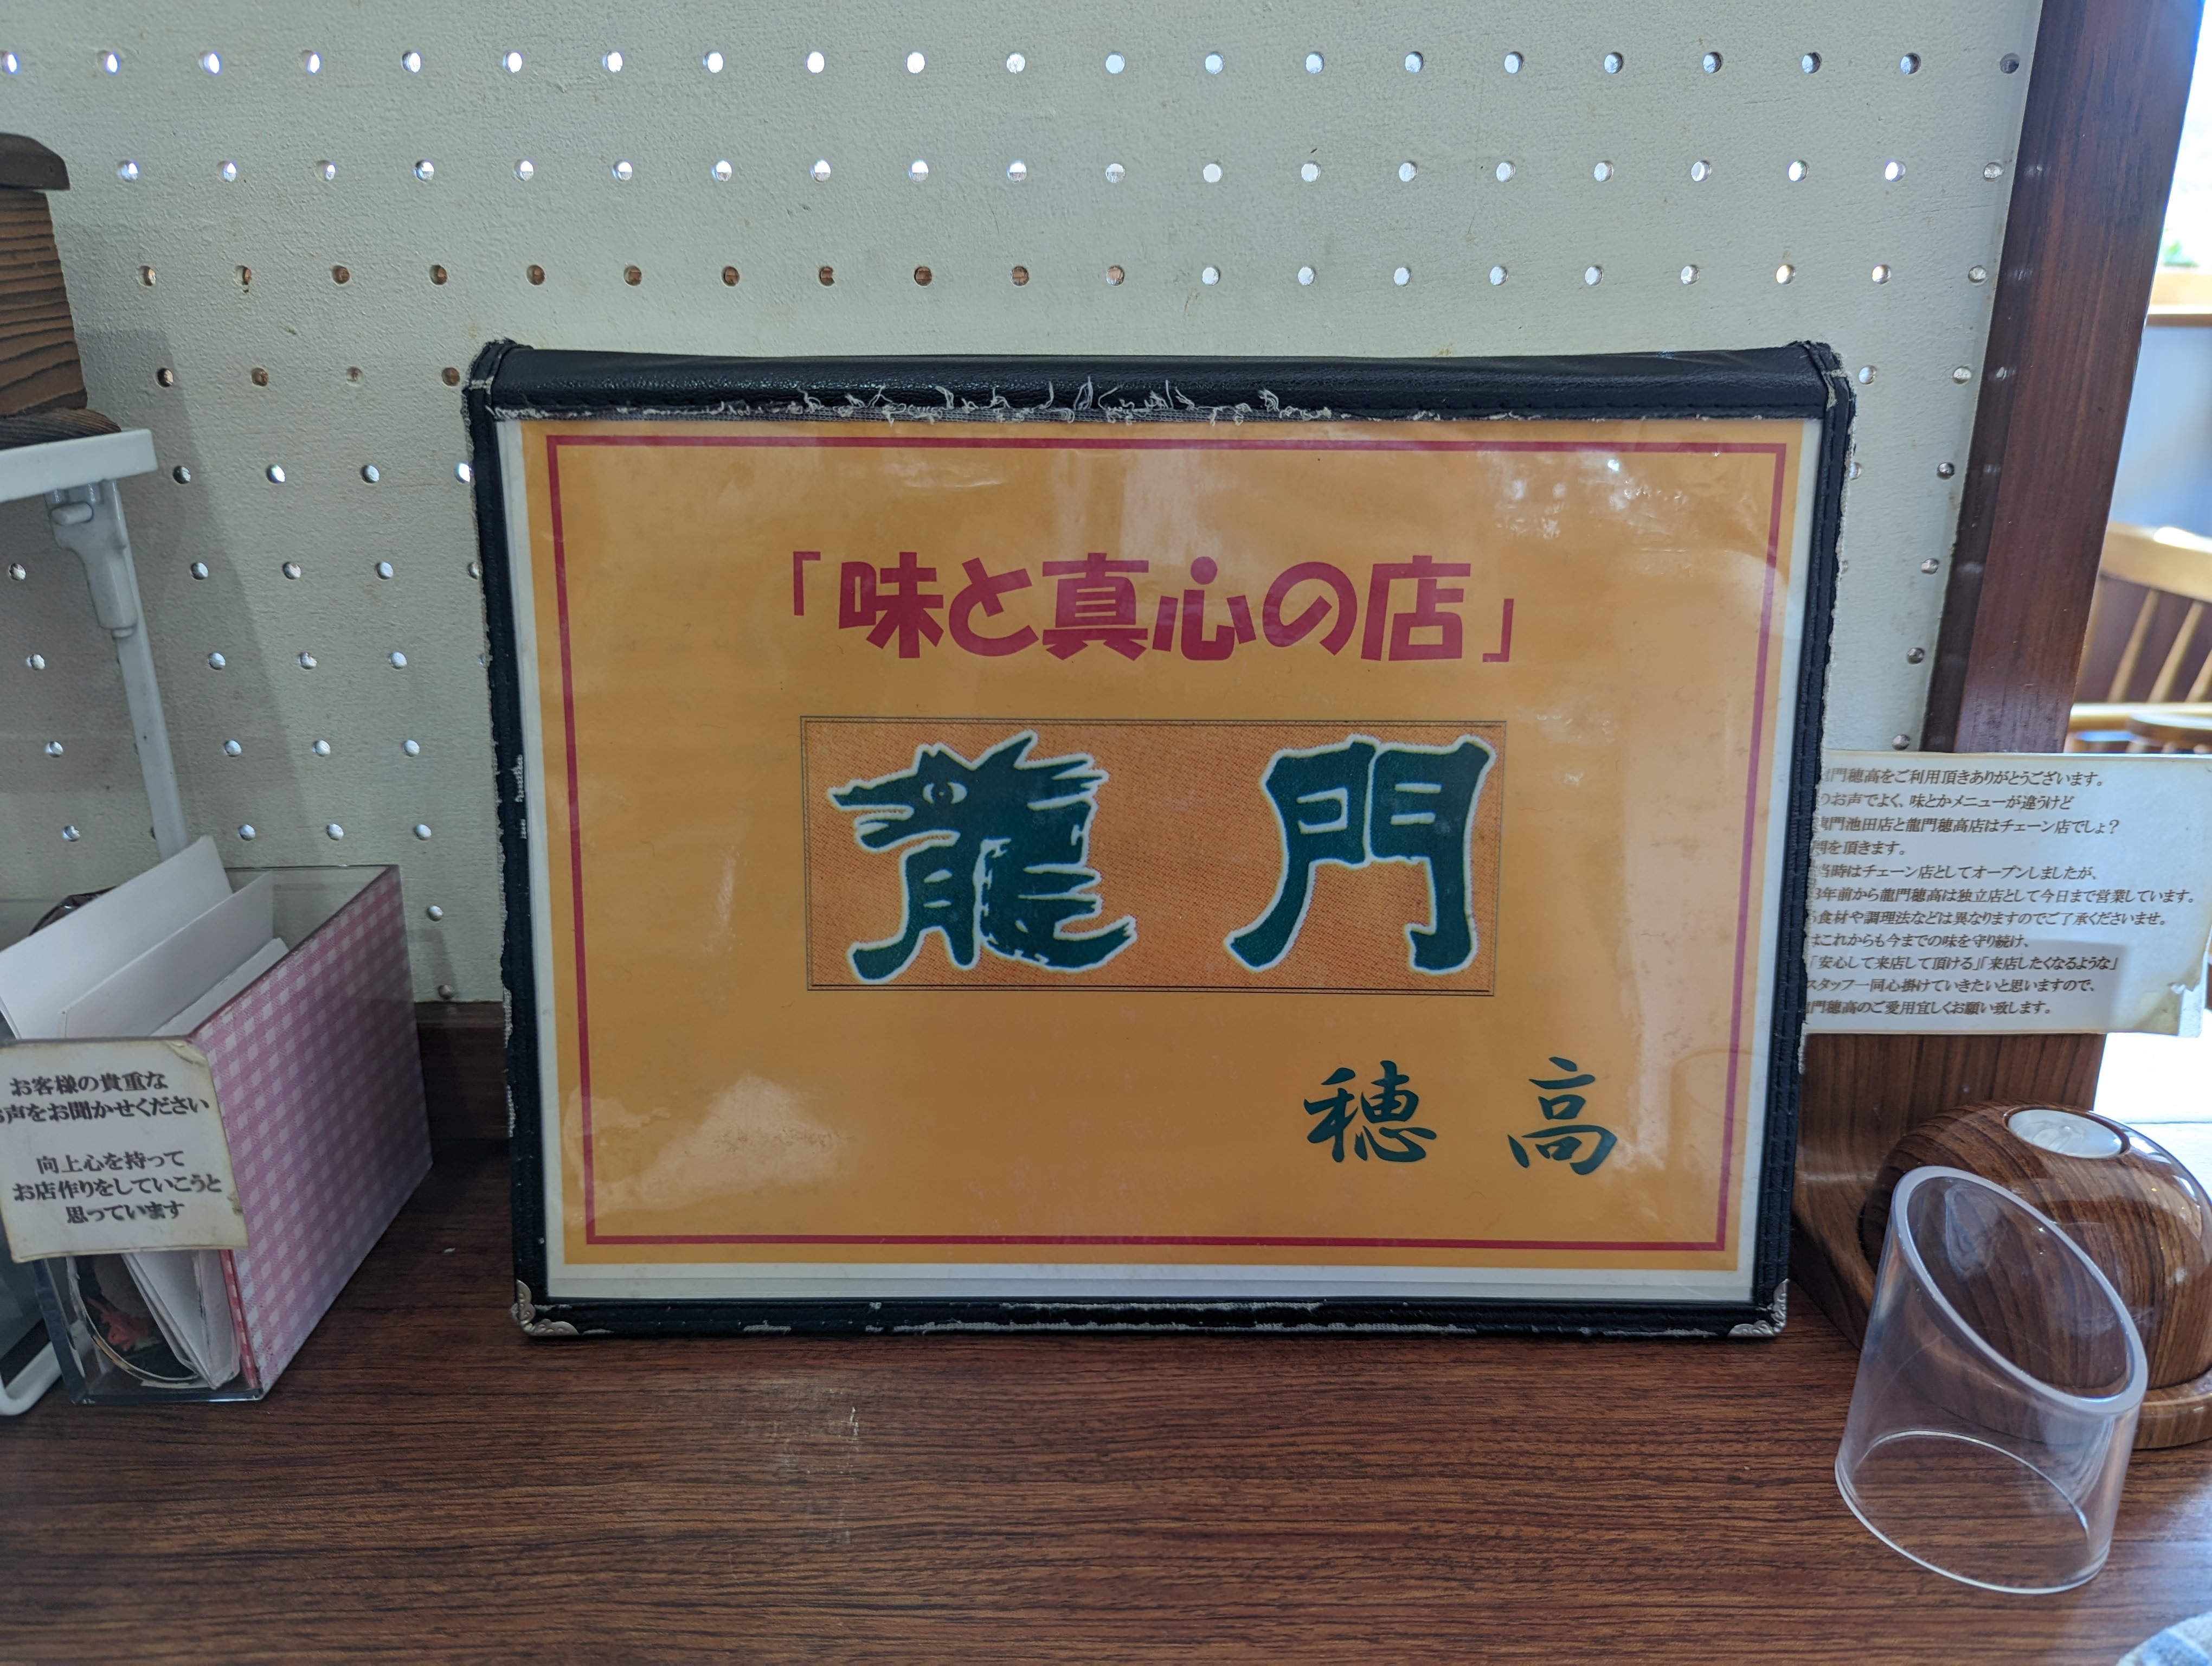 「味と真心の店」
龍門
穂高
お客様の貴重な
声をお聞かせください
向上心を持って
お店作りをしていこうと
思っています
門穂高をご利用頂きありがとうございます。
お声でよく、味とかメニューが違うけど
門池田店と龍門穂高店はチェーン店でしょ？
を頂きます。
当時はチェーン店としてオープンしましたが、
年前から龍門穂高は独立店として今日まで営業しています。
食材や調理法などは異なりますのでご了承くださいませ。
これからも今までの味を守り続け、
「安心して来店して頂ける」「来店したくなるような」
スタッフ一同心掛けていきたいと思いますので、
門穂高のご愛用宜しくお願い致します。